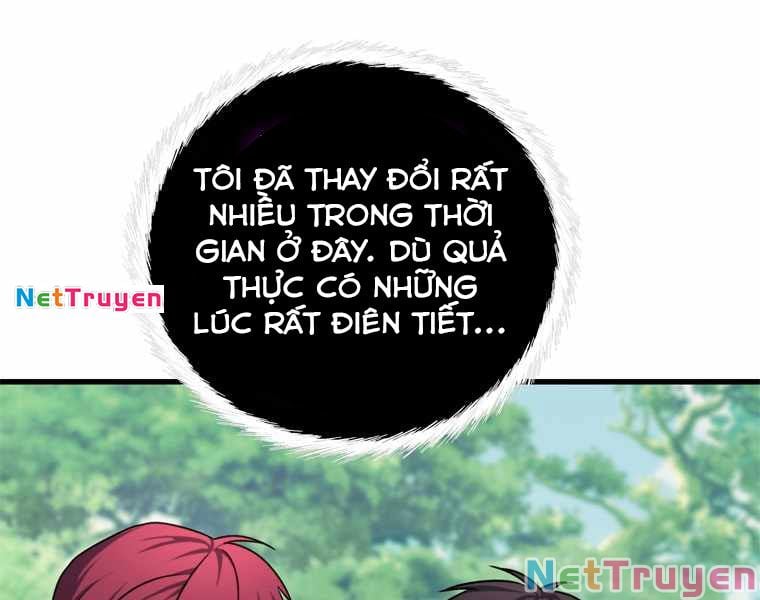 TÔI ĐÃ THAY ĐỔI RẤT
NHIỀU TRONG THỜI
GIAN Ở ĐÂY. DÙ QUẢ
THỰC CÓ NHỮNG
LÚC RẤT ĐIÊN TIẾT...
NetTruyen
NetTruyen